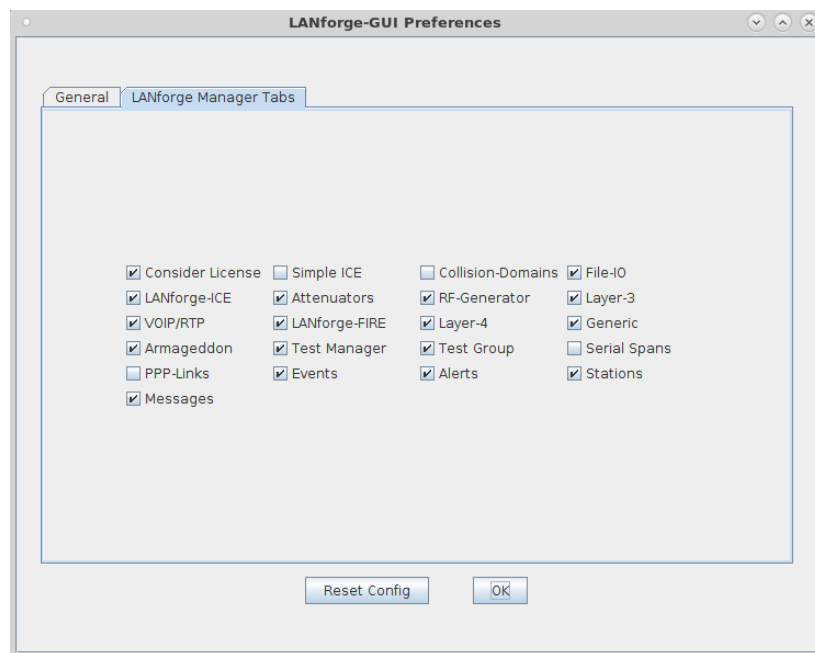 LANforge-GUI Preferences
General LANforge Manager Tabs
Consider License Simple ICE Collision-Domains File-IO
LANforge-ICE Attenuators RF-Generator Layer-3
VOIP/RTP LANforge-FIRE Layer-4 Generic
Armageddon Test Manager Test Group Serial Spans
PPP-Links Events Alerts Stations
Messages
Reset Config OK